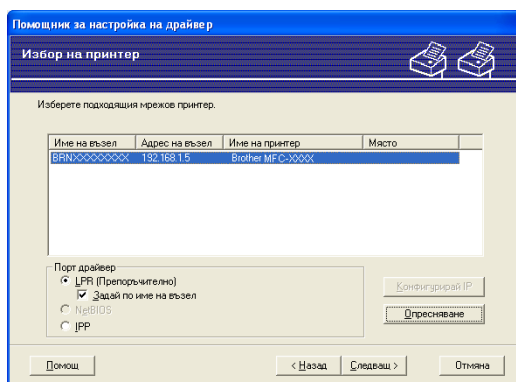 Помощник за настройка на драйвер
Избор на принтер
Изберете подходящия мрежов принтер.
Име на възел Адрес на възел Име на принтер Място
BRNXXXXXXXX 192.168.1.5 Brother MFC-XXXX
Порт драйвер
LPR (Препоръчително)
Задай по име на възел
NetBIOS
IPP
Конфигурирай IP
Опресняване
Помощ < Назад Следващ > Отмяна